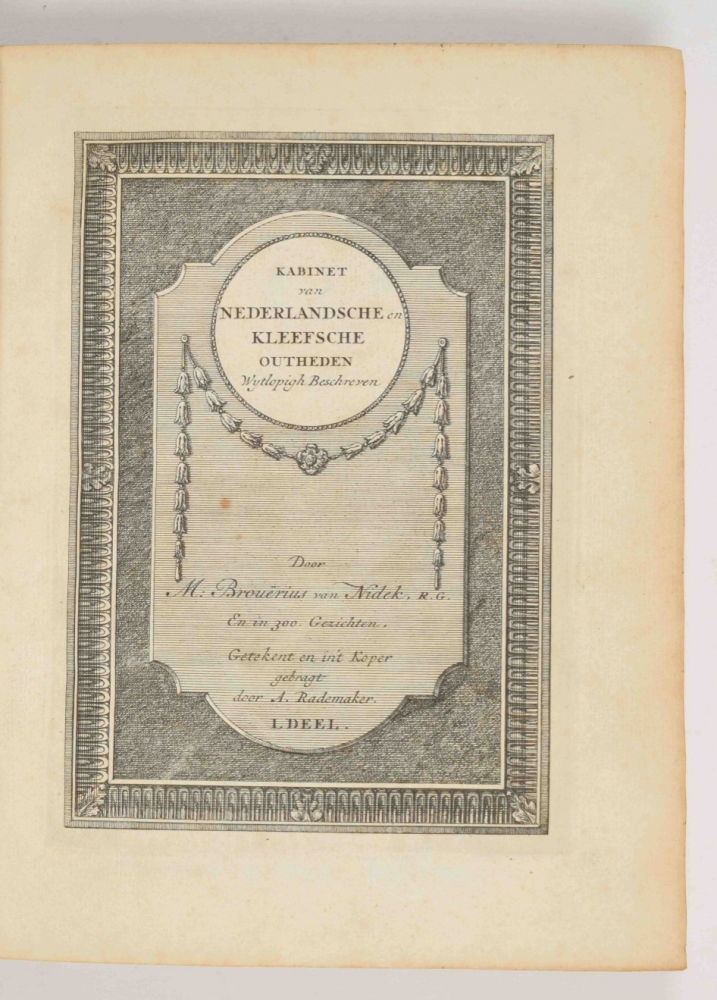 KABINET
van
NEDERLANDSCHE en
KLEEFSCHE
OUTHEDEN
Wytlopigh Beschreven
Door
M: Brouërius van Nidek, R.G.
En in 300. Gezichten.
Getekent en in't Koper
gebragt
door A. Rademaker.
I. DEEL.